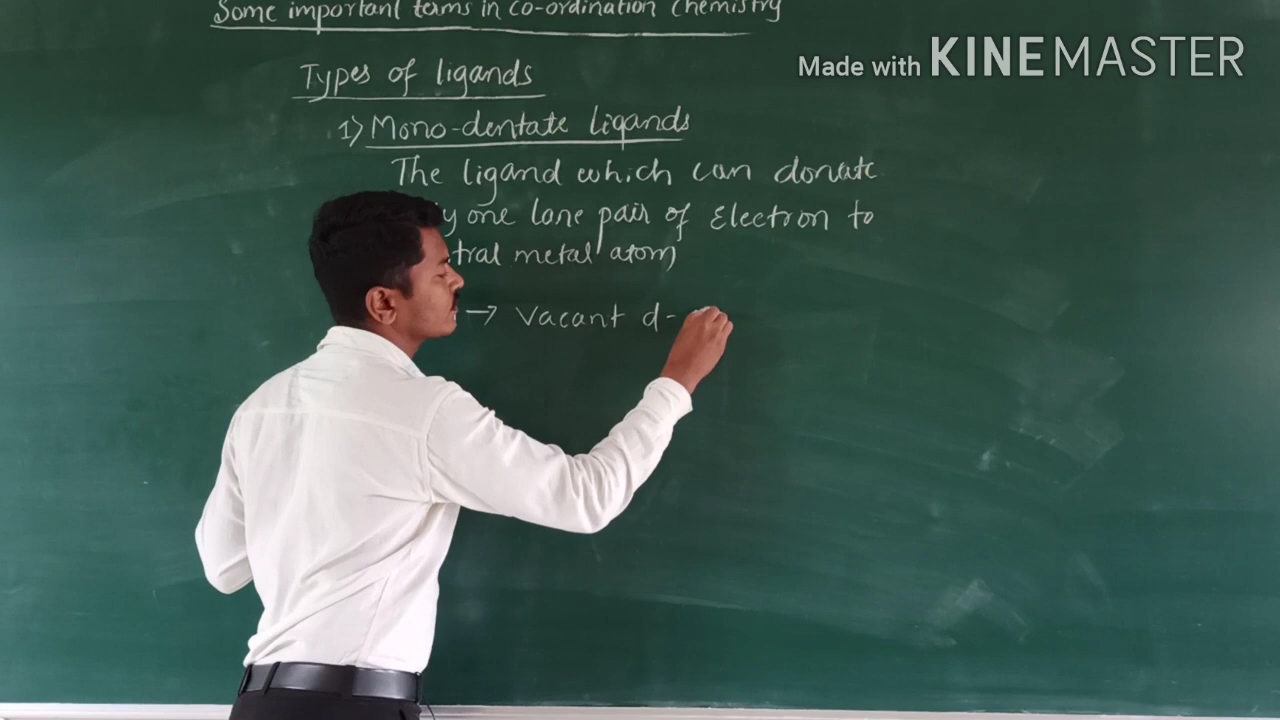 Some important terms in co-ordination chemistry
Made with KINEMASTER
Types of ligands
1) Mono-dentate Ligands
The ligand which can donate
one lone pair of Electron to
metal atom
→ Vacant d-